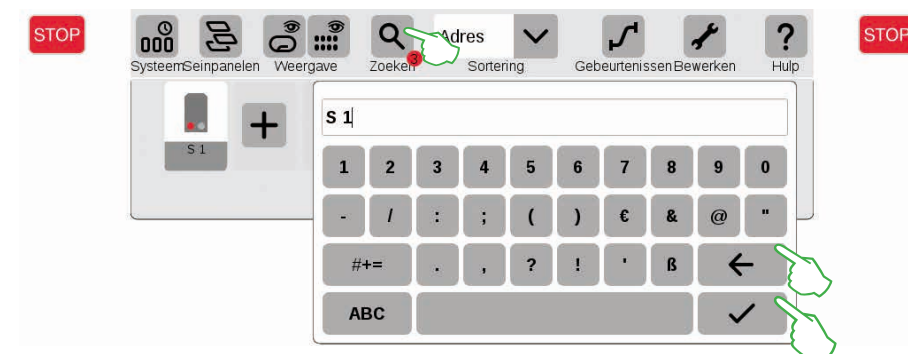 STOP Adres STOP
Systeem Seinpanelen Weergave Zoeken 3 Sortering Gebeurtenissen Bewerken Hulp
S 1
S 1
1 2 3 4 5 6 7 8 9 0
- / : ; ( ) € & @ "
#+= . , ? ! ' ß
ABC